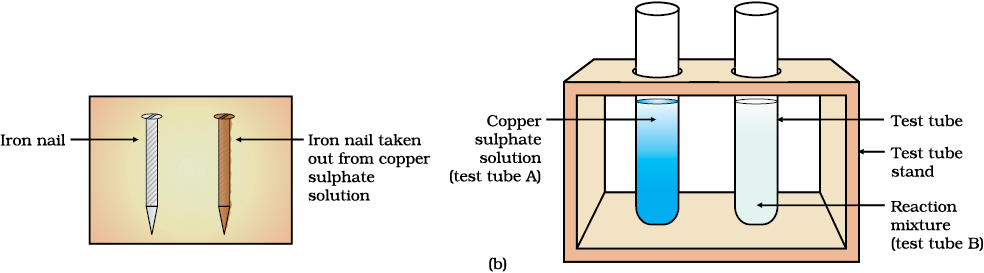 Iron nail
Iron nail taken
out from copper
sulphate
solution
Copper
sulphate
solution
(test tube A)
Test tube
Test tube
stand
Reaction
mixture
(test tube B)
(b)